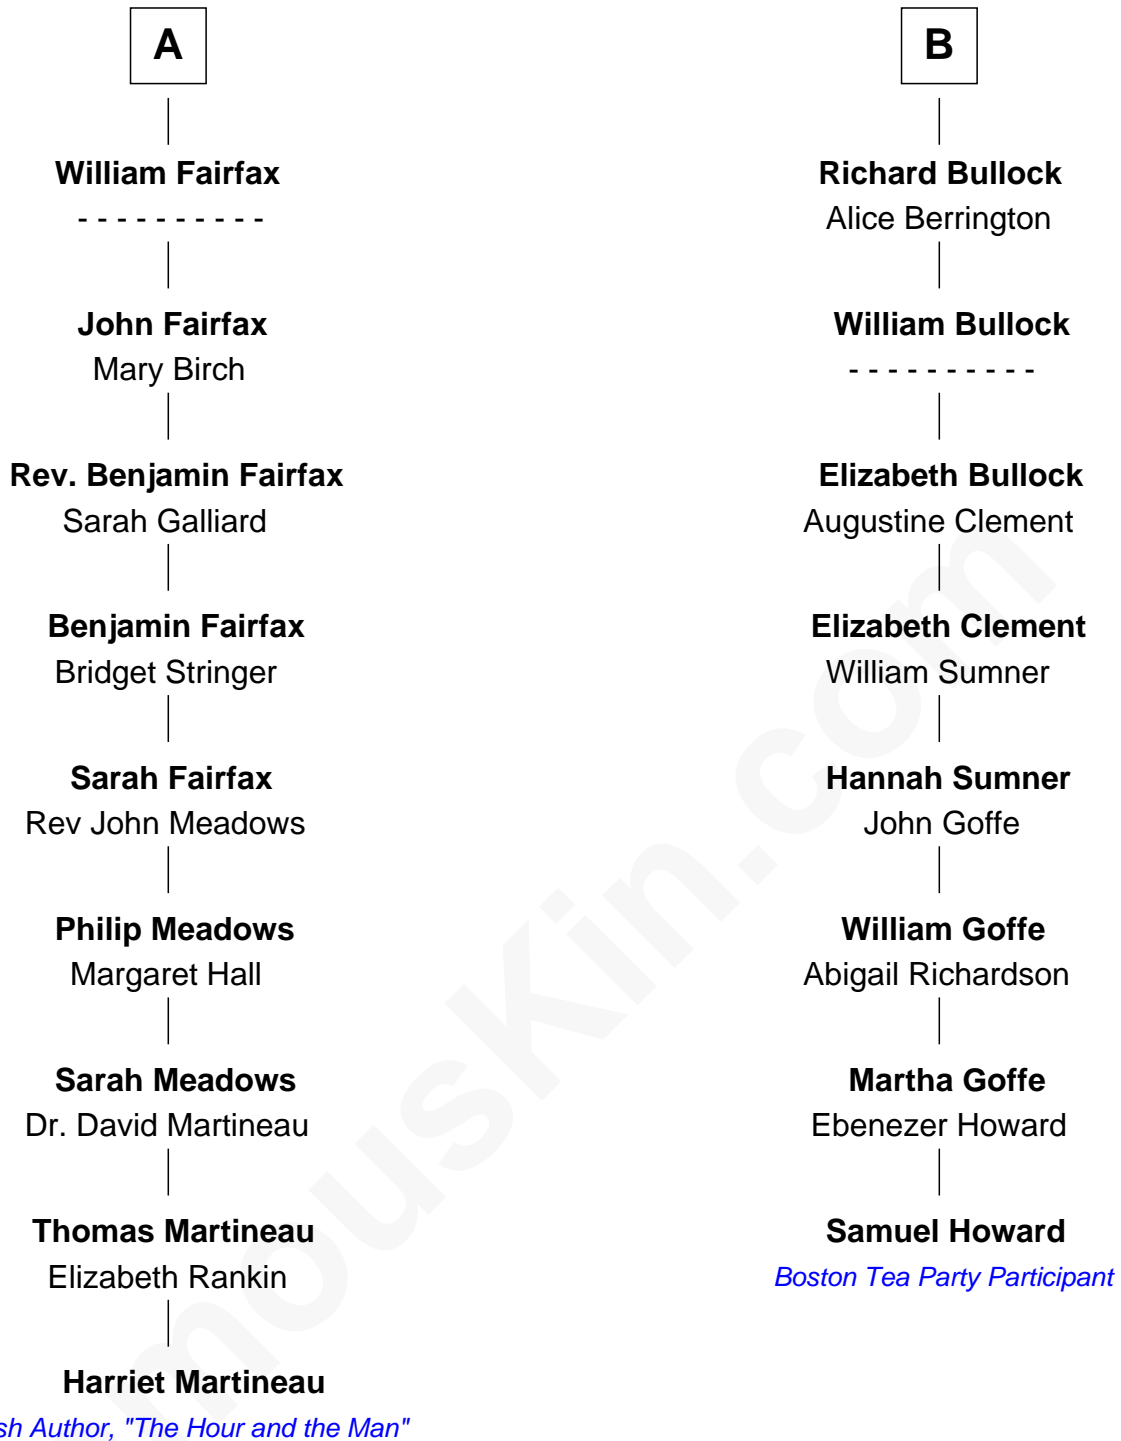 A
William Fairfax
- - - - - - - - - -
John Fairfax
Mary Birch
Rev. Benjamin Fairfax
Sarah Galliard
Benjamin Fairfax
Bridget Stringer
Sarah Fairfax
Rev John Meadows
Philip Meadows
Margaret Hall
Sarah Meadows
Dr. David Martineau
Thomas Martineau
Elizabeth Rankin
Harriet Martineau
sh Author, "The Hour and the Man"
B
Richard Bullock
Alice Berrington
William Bullock
- - - - - - - - - -
Elizabeth Bullock
Augustine Clement
Elizabeth Clement
William Sumner
Hannah Sumner
John Goffe
William Goffe
Abigail Richardson
Martha Goffe
Ebenezer Howard
Samuel Howard
Boston Tea Party Participant
mouskin.com